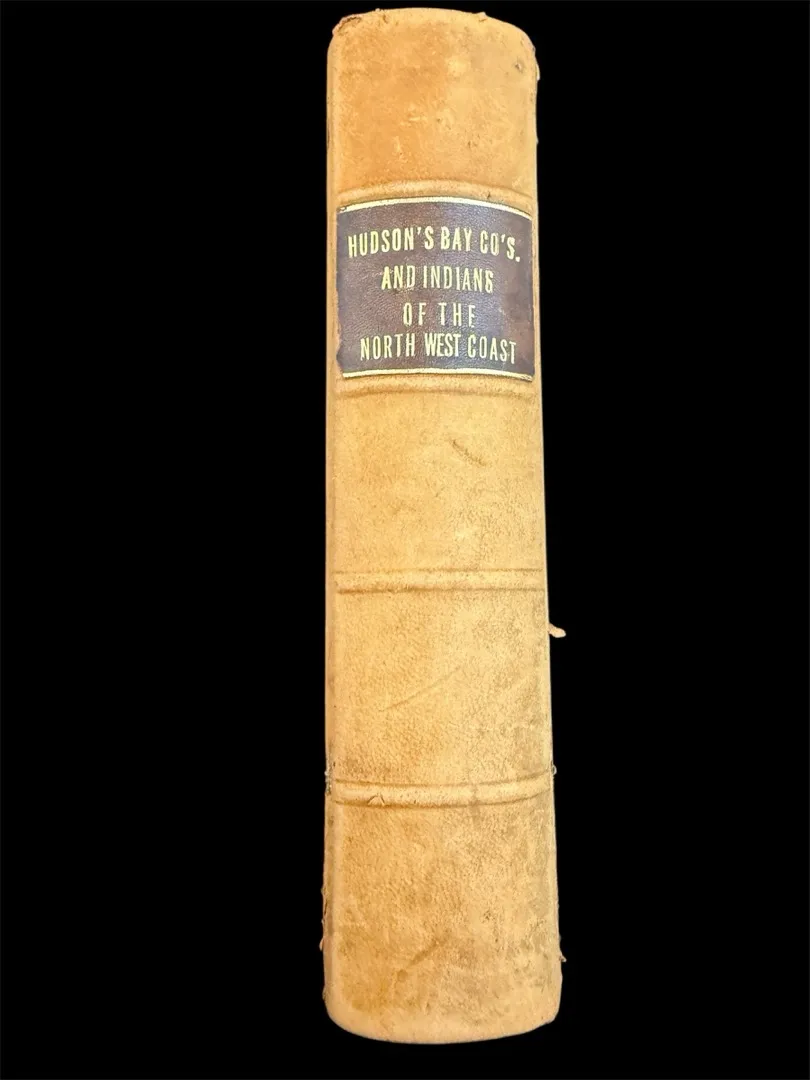 HUDSON'S BAY CO'S.
AND INDIANS
OF THE
NORTH WEST COAST